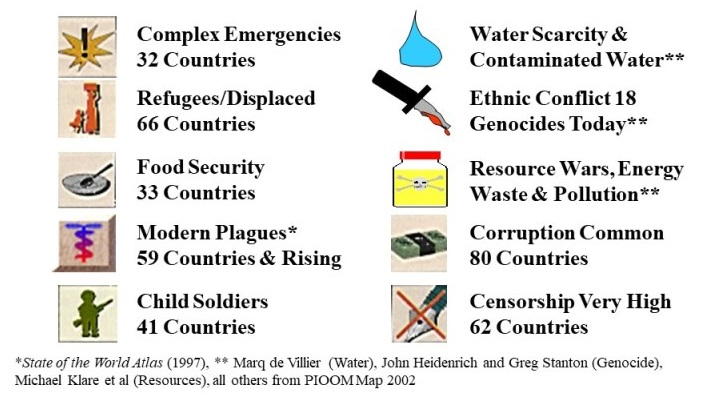 Complex Emergencies
32 Countries
Refugees/Displaced
66 Countries
Food Security
33 Countries
Modern Plagues*
59 Countries & Rising
Child Soldiers
41 Countries
Water Scarcity &
Contaminated Water**
Ethnic Conflict 18
Genocides Today**
Resource Wars, Energy
Waste & Pollution**
Corruption Common
80 Countries
Censorship Very High
62 Countries
*State of the World Atlas (1997), ** Marq de Villier (Water), John Heidenrich and Greg Stanton (Genocide),
Michael Klare et al (Resources), all others from PIOOM Map 2002